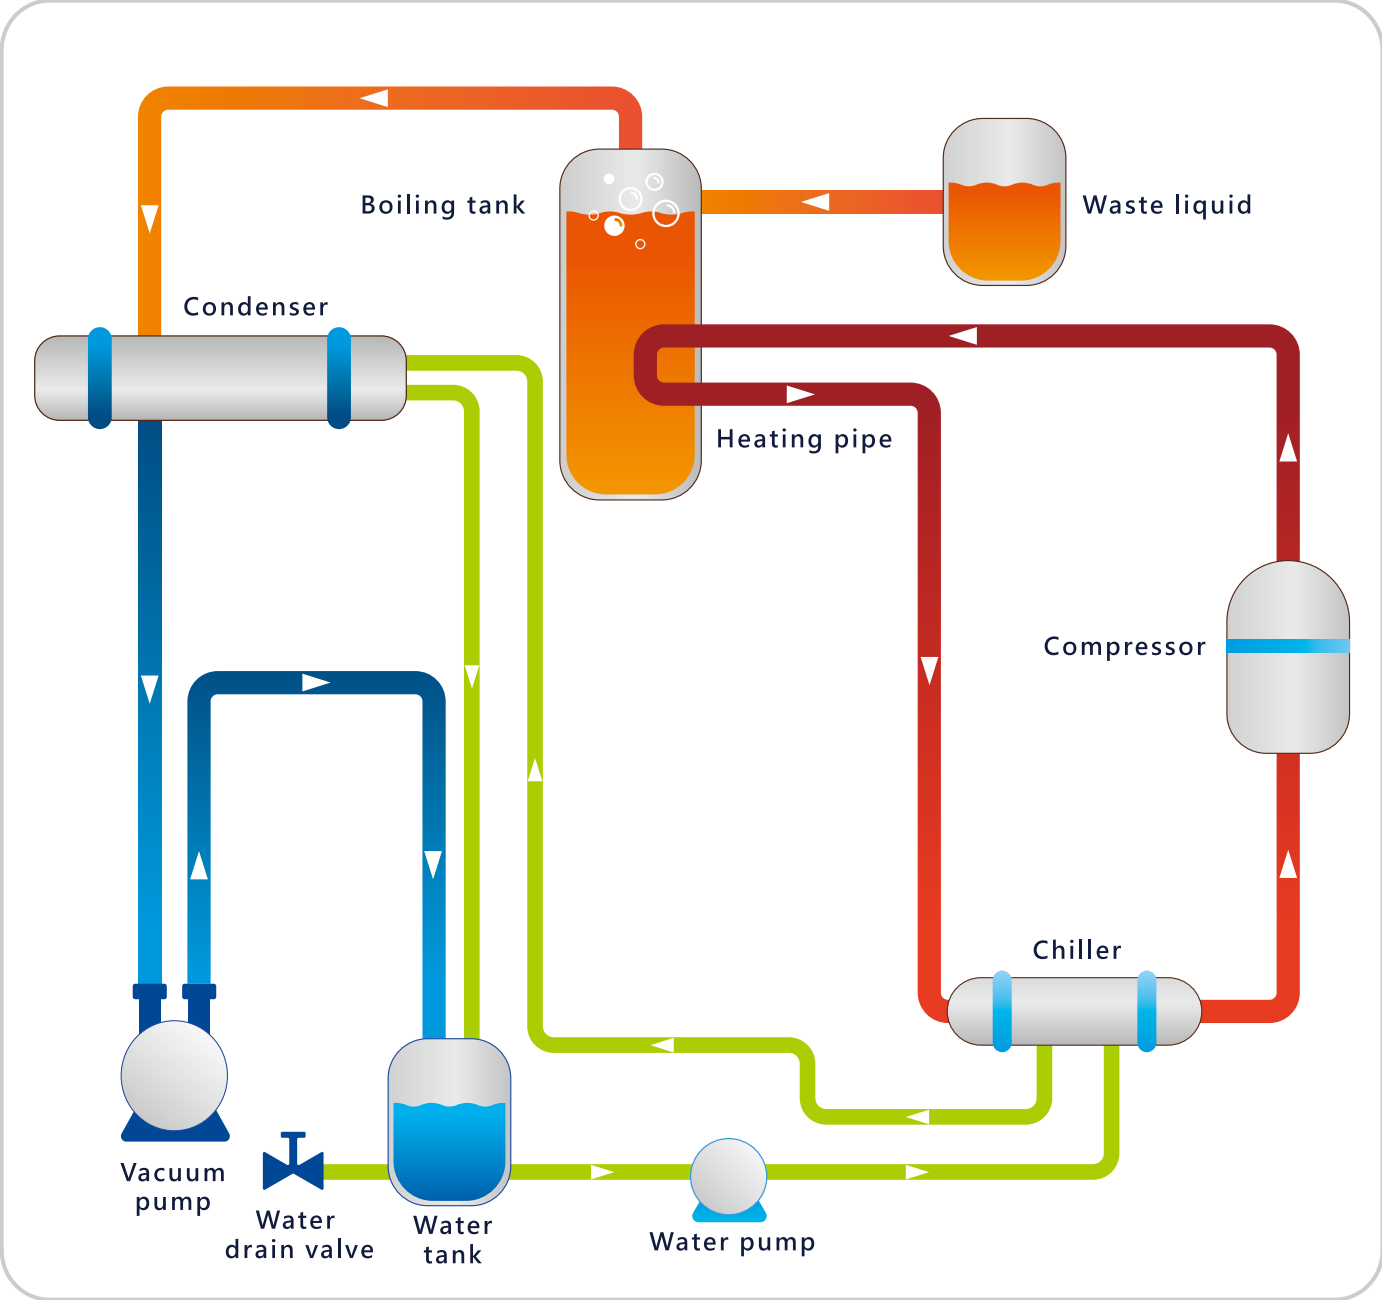 Boiling tank
Waste liquid
Condenser
Heating pipe
Compressor
Chiller
Vacuum
pump
Water
drain valve
Water
tank
Water pump